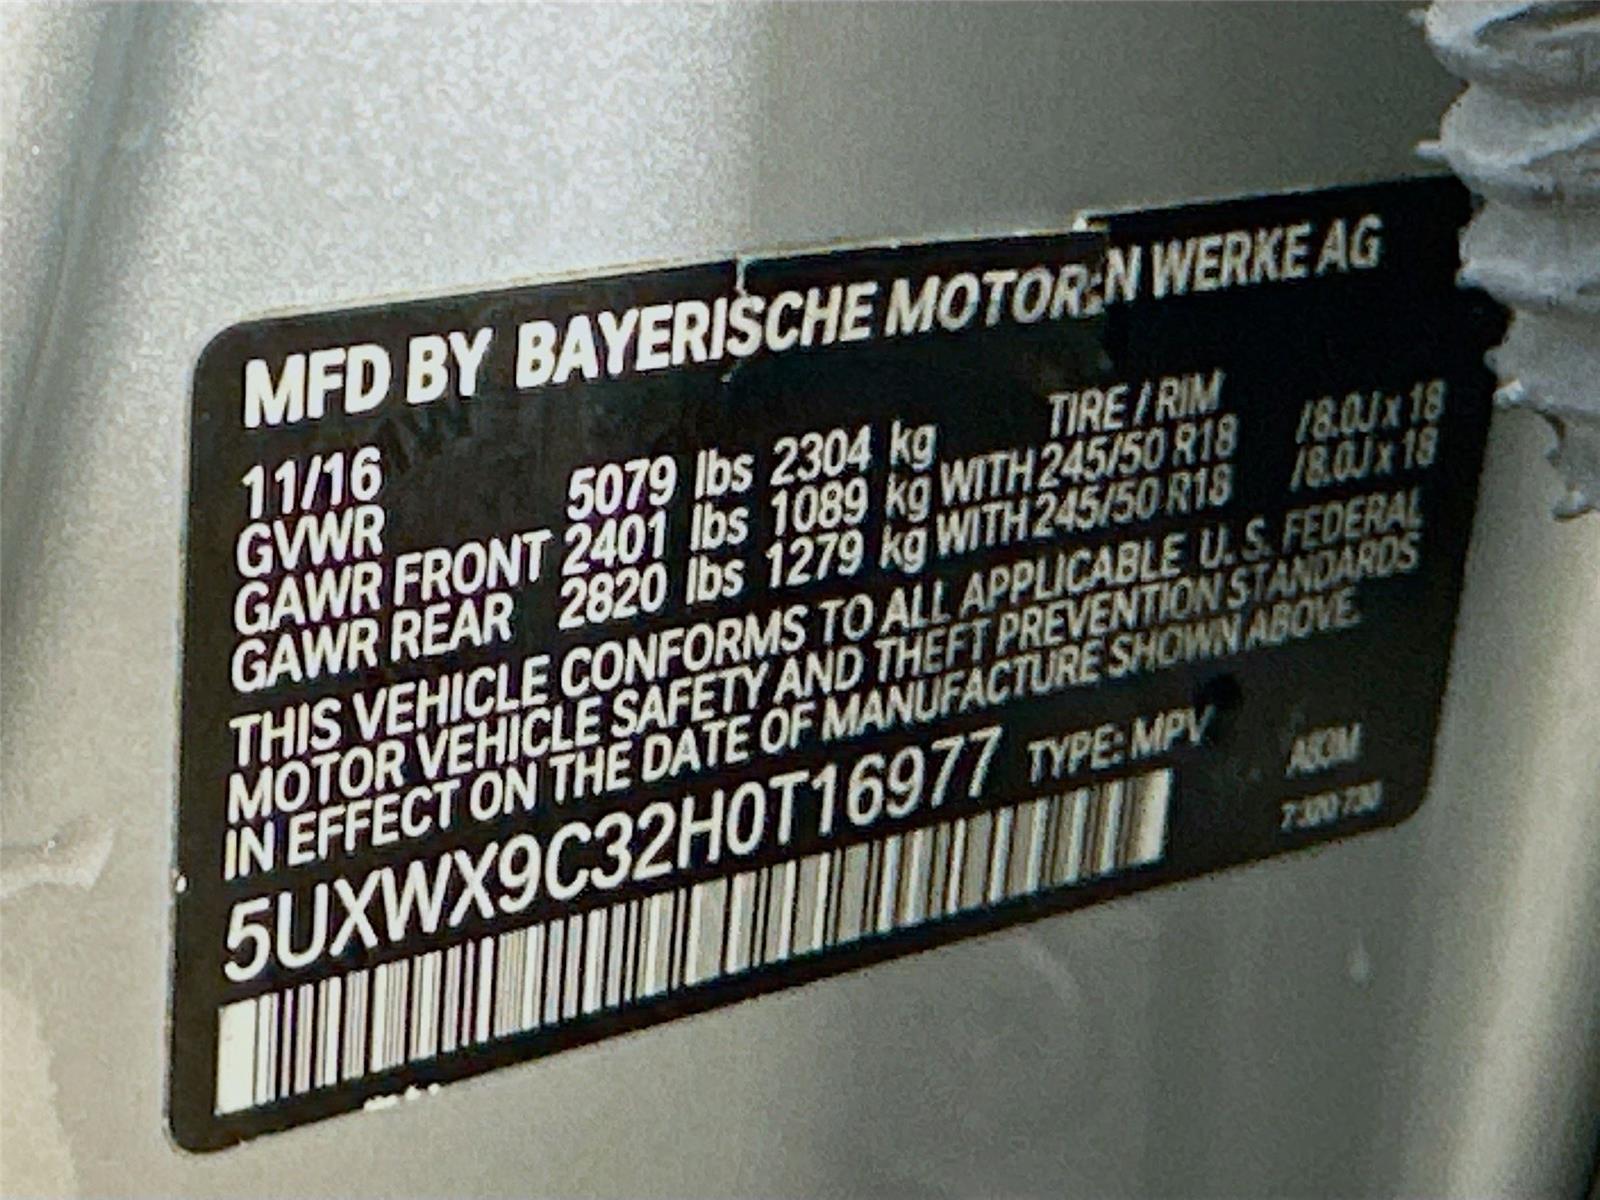 MFD BY BAYERISCHE MOTOREN WERKE AG
11/16 TIRE / RIM
GVWR 5079 lbs 2304 kg
GAWR FRONT 2401 lbs 1089 kg WITH 245/50 R18 /8.0J x 18
GAWR REAR 2820 lbs 1279 kg WITH 245/50 R18 /8.0J x 18
THIS VEHICLE CONFORMS TO ALL APPLICABLE U. S. FEDERAL
MOTOR VEHICLE SAFETY AND THEFT PREVENTION STANDARDS
IN EFFECT ON THE DATE OF MANUFACTURE SHOWN ABOVE.
5UXWX9C32H0T16977 TYPE: MPV